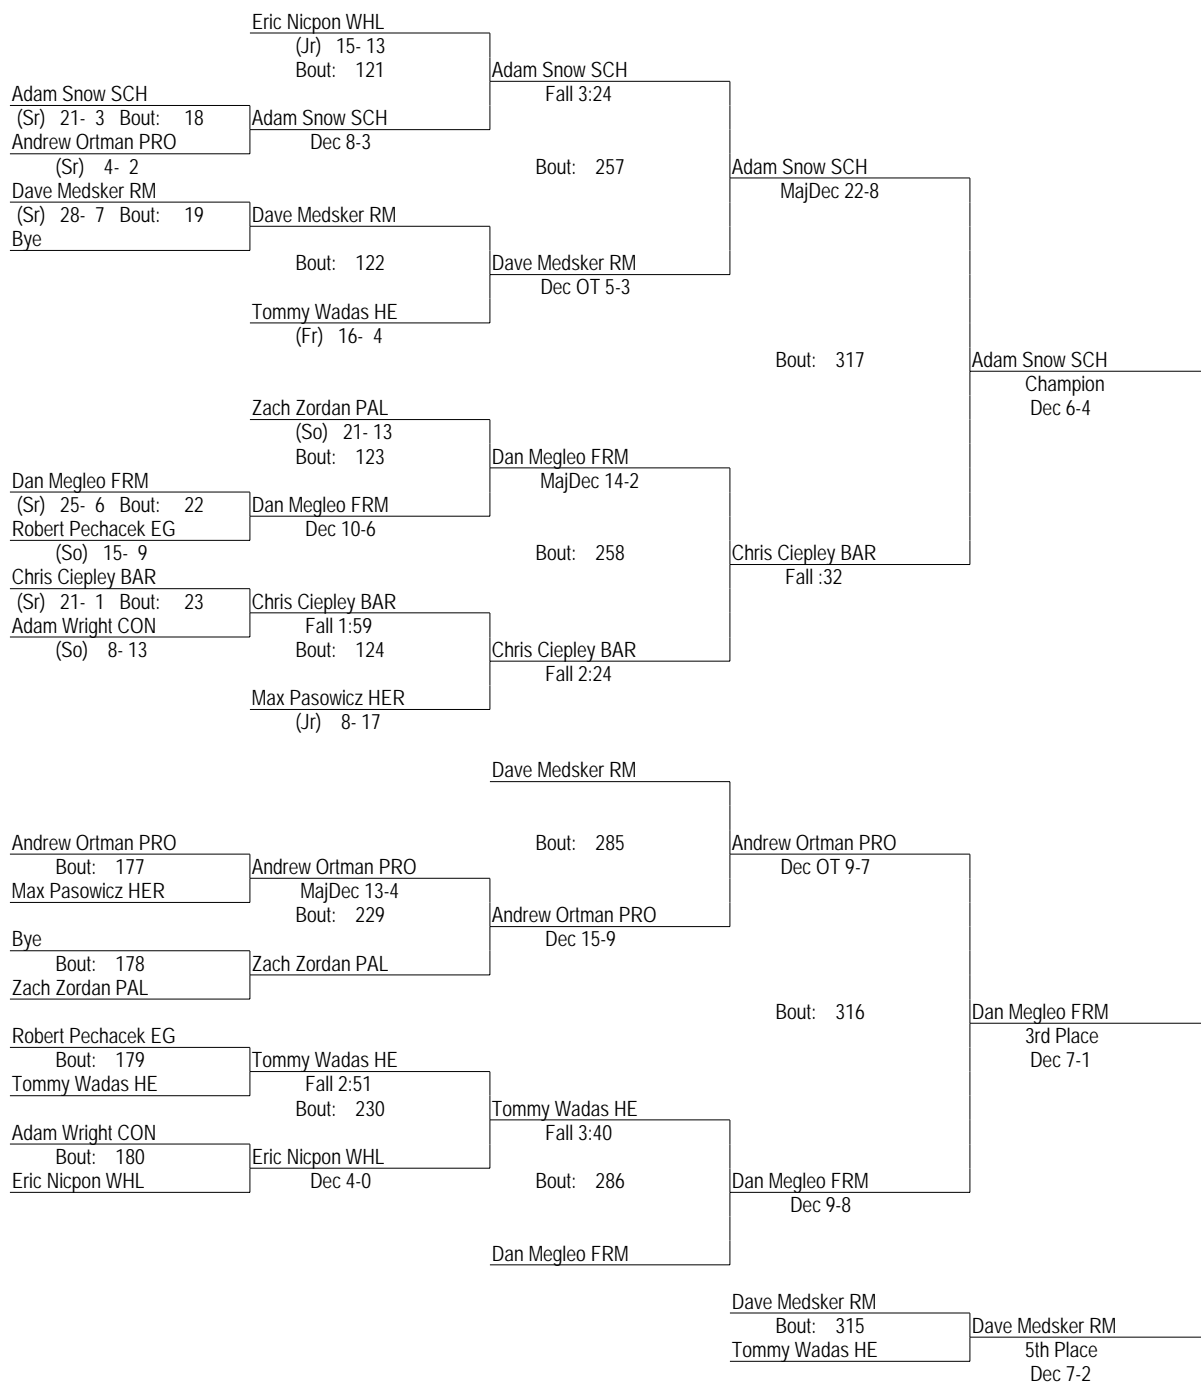 Eric Nicpon WHL
(Jr) 15- 13
Bout: 121
Adam Snow SCH
Fall 3:24
Adam Snow SCH
(Sr) 21- 3 Bout: 18
Adam Snow SCH
Andrew Ortman PRO
Dec 8-3
(Sr) 4- 2
Bout: 257
Adam Snow SCH
Dave Medsker RM
MajDec 22-8
(Sr) 28- 7 Bout: 19
Dave Medsker RM
Bye
Bout: 122
Dave Medsker RM
Dec OT 5-3
Tommy Wadas HE
(Fr) 16- 4
Bout: 317
Adam Snow SCH
Champion
Dec 6-4
Zach Zordan PAL
(So) 21- 13
Bout: 123
Dan Megleo FRM
MajDec 14-2
Dan Megleo FRM
(Sr) 25- 6 Bout: 22
Dan Megleo FRM
Robert Pechacek EG
Dec 10-6
(So) 15- 9
Bout: 258
Chris Ciepley BAR
Chris Ciepley BAR
Fall :32
(Sr) 21- 1 Bout: 23
Chris Ciepley BAR
Adam Wright CON
Fall 1:59
(So) 8- 13
Bout: 124
Chris Ciepley BAR
Fall 2:24
Max Pasowicz HER
(Jr) 8- 17
Dave Medsker RM
Andrew Ortman PRO
Bout: 285
Andrew Ortman PRO
Bout: 177
Andrew Ortman PRO
Dec OT 9-7
Max Pasowicz HER
MajDec 13-4
Bout: 229
Andrew Ortman PRO
Bye
Dec 15-9
Bout: 178
Zach Zordan PAL
Zach Zordan PAL
Bout: 316
Dan Megleo FRM
Robert Pechacek EG
3rd Place
Bout: 179
Tommy Wadas HE
Dec 7-1
Tommy Wadas HE
Fall 2:51
Bout: 230
Tommy Wadas HE
Adam Wright CON
Fall 3:40
Bout: 180
Eric Nicpon WHL
Eric Nicpon WHL
Dec 4-0
Bout: 286
Dan Megleo FRM
Dec 9-8
Dan Megleo FRM
Dave Medsker RM
Bout: 315
Dave Medsker RM
Tommy Wadas HE
5th Place
Dec 7-2